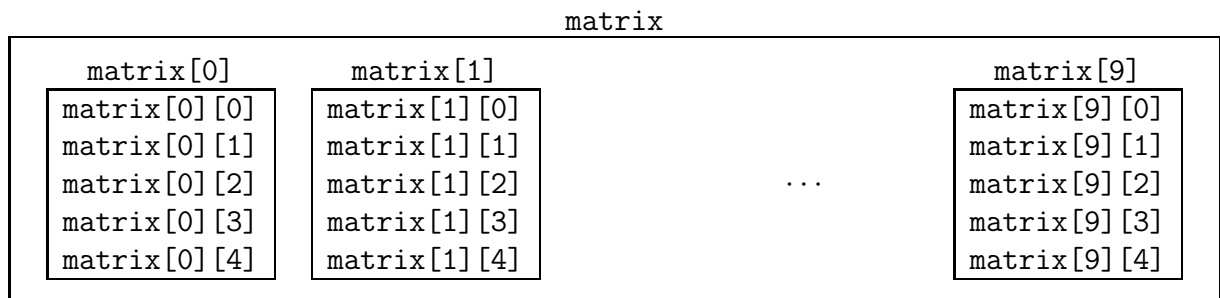 matrix
matrix[0] matrix[1] matrix[9]
matrix[0][0] matrix[1][0] matrix[9][0]
matrix[0][1] matrix[1][1] matrix[9][1]
matrix[0][2] matrix[1][2] ... matrix[9][2]
matrix[0][3] matrix[1][3] matrix[9][3]
matrix[0][4] matrix[1][4] matrix[9][4]